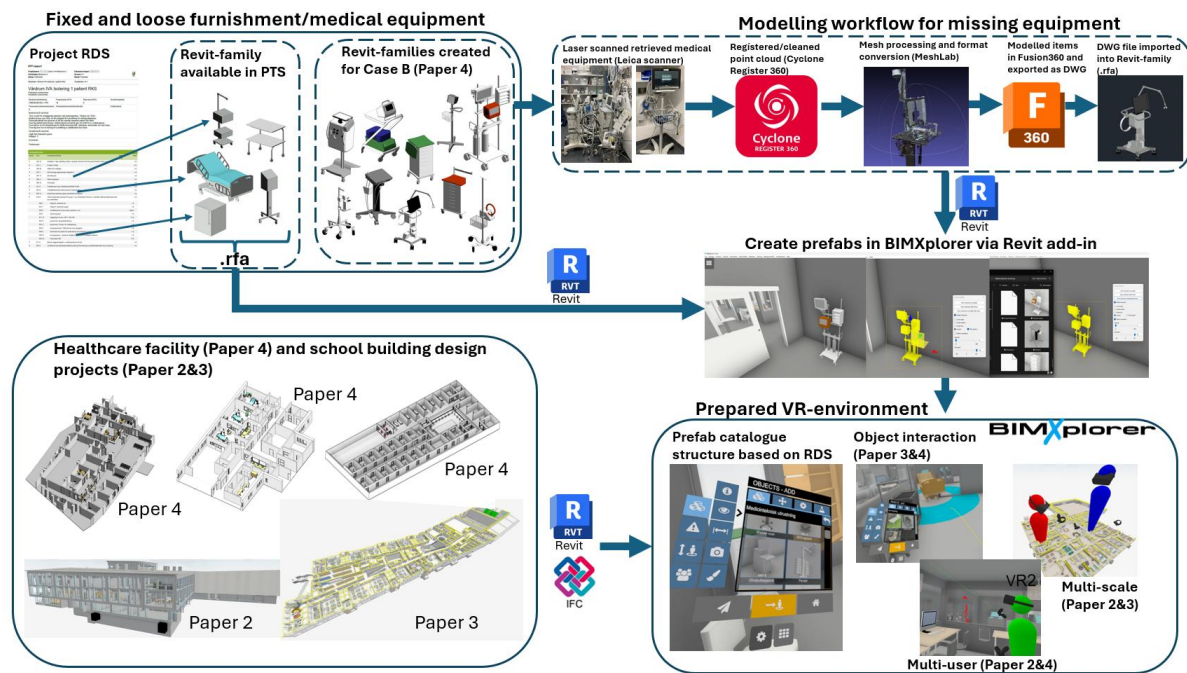 Fixed and loose furnishment/medical equipment
Project RDS
Vårdrum IVA Isolering 1 patient RKS
Revit-family
available in PTS
Revit-families created
for Case B (Paper 4)
.rfa
Modelling workflow for missing equipment
Laser scanned retrieved medical
equipment (Leica scanner)
Registered/cleaned
point cloud (Cyclone
Register 360)
Cyclone
REGISTER 360
Mesh processing and format
conversion (MeshLab)
Modelled items
in Fusion360 and
exported as DWG
F
360
DWG file imported
into Revit-family
(.rfa)
R
RVT
Revit
Create prefabs in BIMXplorer via Revit add-in
R
RVT
Revit
Healthcare facility (Paper 4) and school building design
projects (Paper 2&3)
Paper 4
Paper 4
Paper 4
Paper 2
Paper 3
R
RVT
Revit
IFC
Prepared VR-environment
BIMXplorer
Prefab catalogue
structure based on RDS
OBJECTS - ADD
Medicinteknisk utrustning
Object interaction
(Paper 3&4)
VR2
Multi-scale
(Paper 2&3)
Multi-user (Paper 2&4)